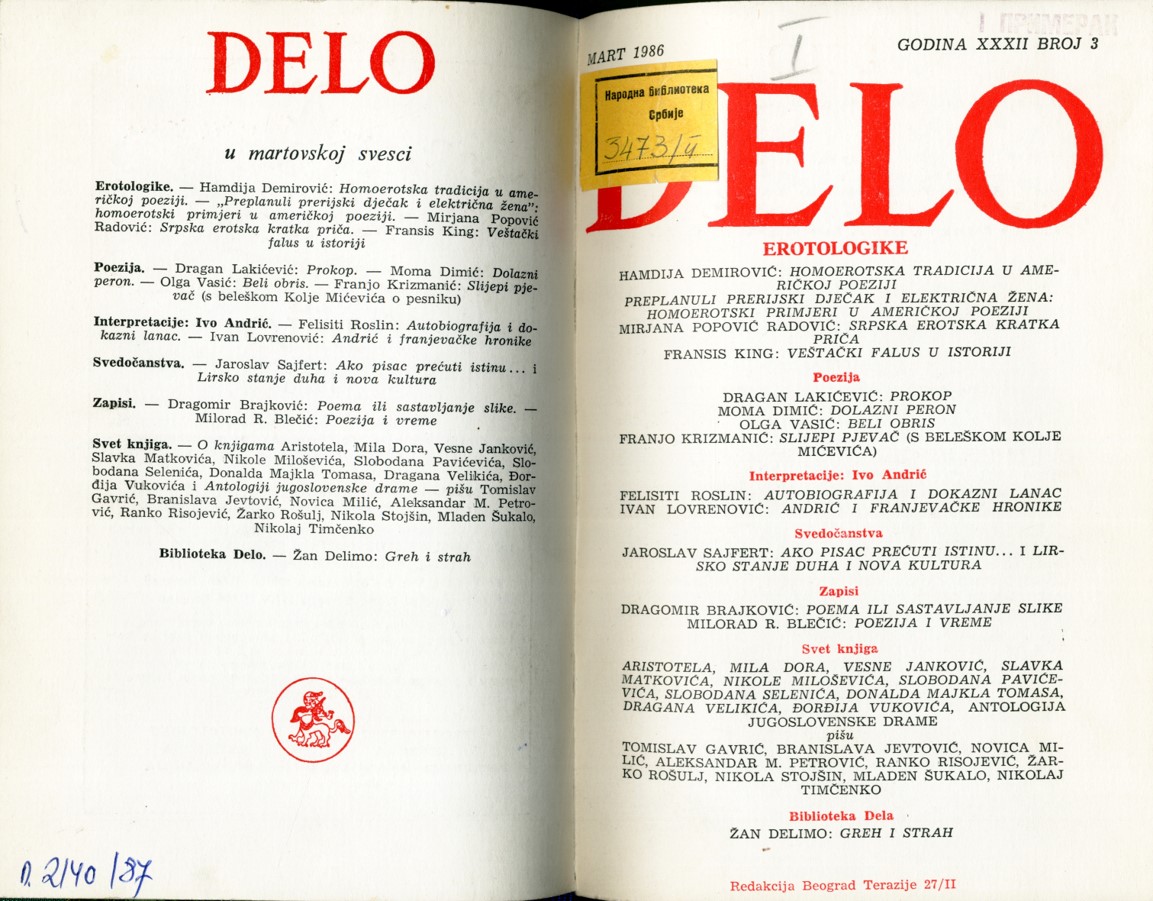 DELO
u martovskoj svesci
Erotologike. — Hamdija Demirović: Homoerotska tradicija u ame-
ričkoj poeziji. — „Preplanuli prerijski dječak i električna žena”:
homoerotski primjeri u američkoj poeziji. — Mirjana Popović
Radović: Srpska erotska kratka priča. — Fransis King: Veštački
falus u istoriji
Poezija. — Dragan Lakićević: Prokop. — Moma Dimić: Dolazni
peron. — Olga Vasić: Beli obris. — Franjo Krizmanić: Slijepi pje-
vač (s beleškom Kolje Mićevića o pesniku)
Interpretacije: Ivo Andrić. — Felisiti Roslin: Autobiografija i do-
kazni lanac. — Ivan Lovrenović: Andrić i franjevačke hronike
Svedočanstva. — Jaroslav Sajfert: Ako pisac prećuti istinu... i
Lirsko stanje duha i nova kultura
Zapisi. — Dragomir Brajković: Poema ili sastavljanje slike. —
Milorad R. Blečić: Poezija i vreme
Svet knjiga. — O knjigama Aristotela, Mila Dora, Vesne Janković,
Slavka Matkovića, Nikole Miloševića, Slobodana Pavićevića, Slo-
bodana Selenića, Donalda Majkla Tomasa, Dragana Velikića, Đor-
đija Vukovića i Antologiji jugoslovenske drame — pišu Tomislav
Gavrić, Branislava Jevtović, Novica Milić, Aleksandar M. Petro-
vić, Ranko Risojević, Žarko Rošulj, Nikola Stojšin, Mladen Šukalo,
Nikolaj Timčenko
Biblioteka Delo. — Žan Delimo: Greh i strah
П. 2140/87
I ПРИМЕРАК
MART 1986
I
GODINA XXXII BROJ 3
Народна библиотека
Србије
3473/II
DELO
EROTOLOGIKE
HAMDIJA DEMIROVIĆ: HOMOEROTSKA TRADICIJA U AME-
RIČKOJ POEZIJI
PREPLANULI PRERIJSKI DJEČAK I ELEKTRIČNA ŽENA:
HOMOEROTSKI PRIMJERI U AMERIČKOJ POEZIJI
MIRJANA POPOVIĆ RADOVIĆ: SRPSKA EROTSKA KRATKA
PRIČA
FRANSIS KING: VEŠTAČKI FALUS U ISTORIJI
Poezija
DRAGAN LAKIĆEVIĆ: PROKOP
MOMA DIMIĆ: DOLAZNI PERON
OLGA VASIĆ: BELI OBRIS
FRANJO KRIZMANIĆ: SLIJEPI PJEVAČ (S BELEŠKOM KOLJE
MIĆEVIĆA)
Interpretacije: Ivo Andrić
FELISITI ROSLIN: AUTOBIOGRAFIJA I DOKAZNI LANAC
IVAN LOVRENOVIĆ: ANDRIĆ I FRANJEVAČKE HRONIKE
Svedočanstva
JAROSLAV SAJFERT: AKO PISAC PREĆUTI ISTINU... I LIR-
SKO STANJE DUHA I NOVA KULTURA
Zapisi
DRAGOMIR BRAJKOVIĆ: POEMA ILI SASTAVLJANJE SLIKE
MILORAD R. BLEČIĆ: POEZIJA I VREME
Svet knjiga
ARISTOTELA, MILA DORA, VESNE JANKOVIĆ, SLAVKA
MATKOVIĆA, NIKOLE MILOŠEVIĆA, SLOBODANA PAVIĆE-
VIĆA, SLOBODANA SELENIĆA, DONALDA MAJKLA TOMASA,
DRAGANA VELIKIĆA, ĐORĐIJA VUKOVIĆA, ANTOLOGIJA
JUGOSLOVENSKE DRAME
pišu
TOMISLAV GAVRIĆ, BRANISLAVA JEVTOVIĆ, NOVICA MI-
LIĆ, ALEKSANDAR M. PETROVIĆ, RANKO RISOJEVIĆ, ŽAR-
KO ROŠULJ, NIKOLA STOJŠIN, MLADEN ŠUKALO, NIKOLAJ
TIMČENKO
Biblioteka Dela
ŽAN DELIMO: GREH I STRAH
Redakcija Beograd Terazije 27/II